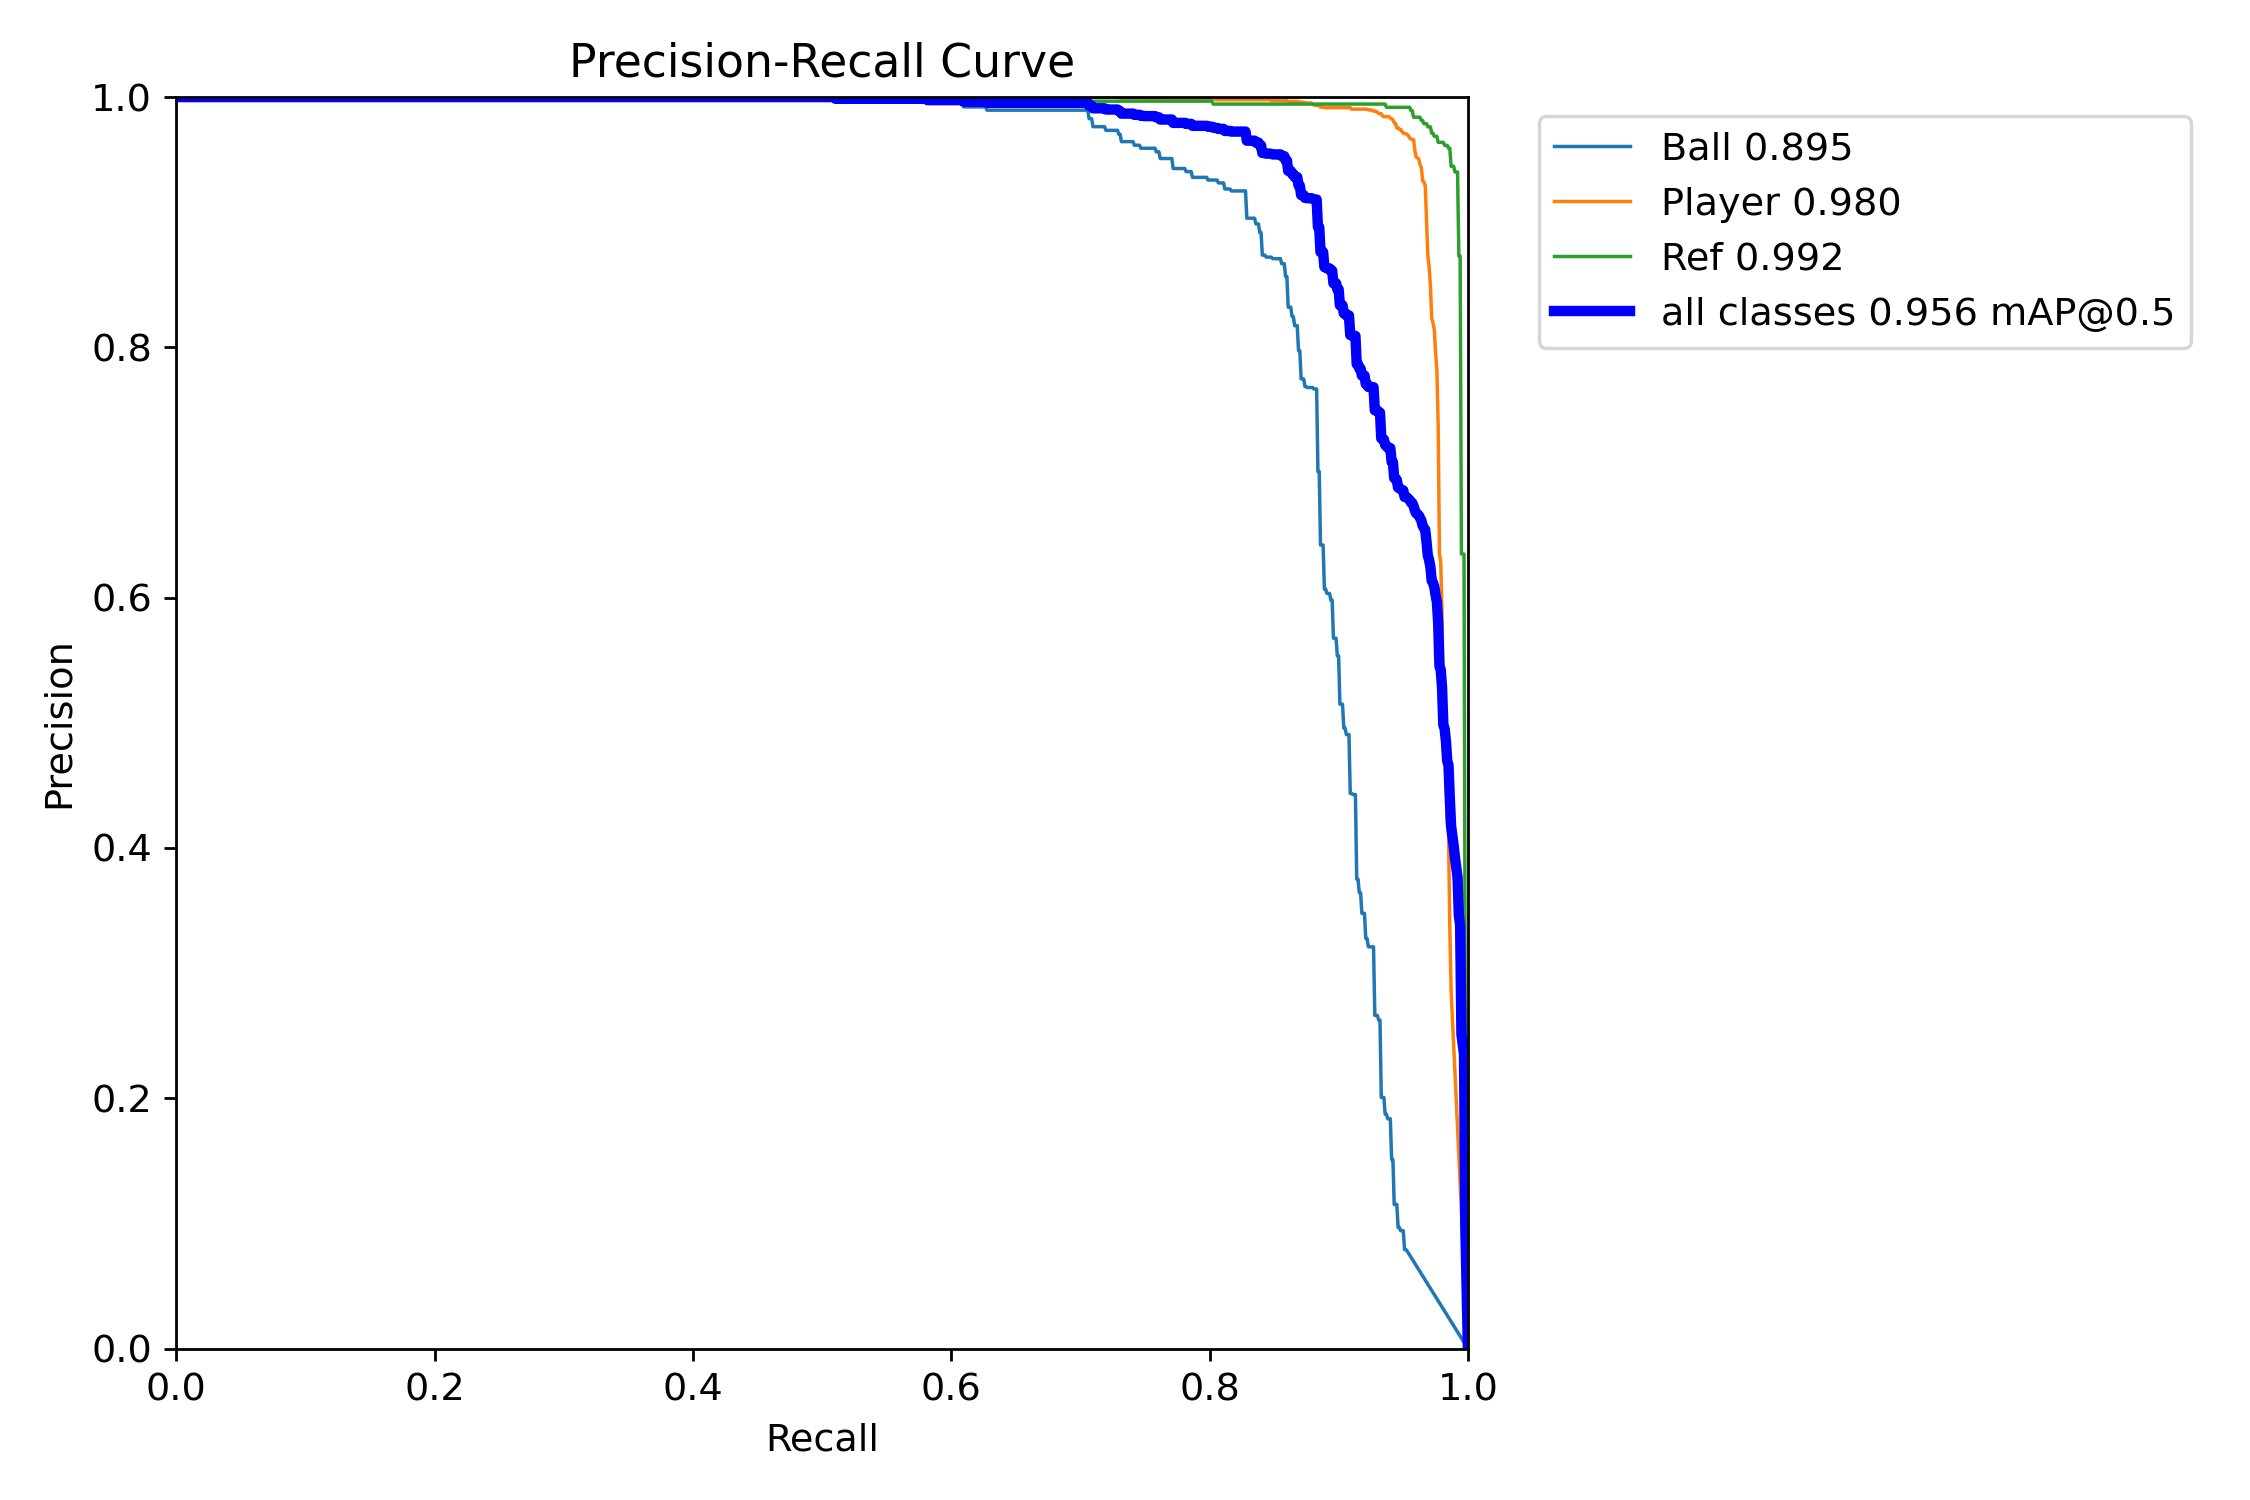 Precision-Recall Curve
1.0
0.8
0.6
0.4
0.2
0.0
Precision
0.0 0.2 0.4 0.6 0.8 1.0
Recall
Ball 0.895
Player 0.980
Ref 0.992
all classes 0.956 mAP@0.5